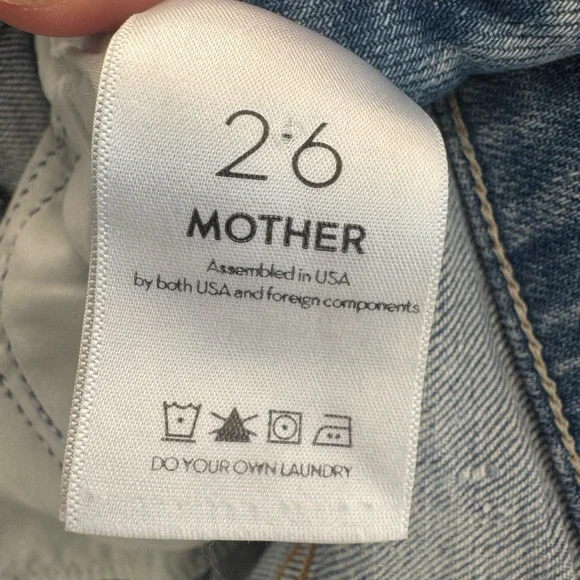 26
MOTHER
Assembled in USA
by both USA and foreign components
DO YOUR OWN LAUNDRY